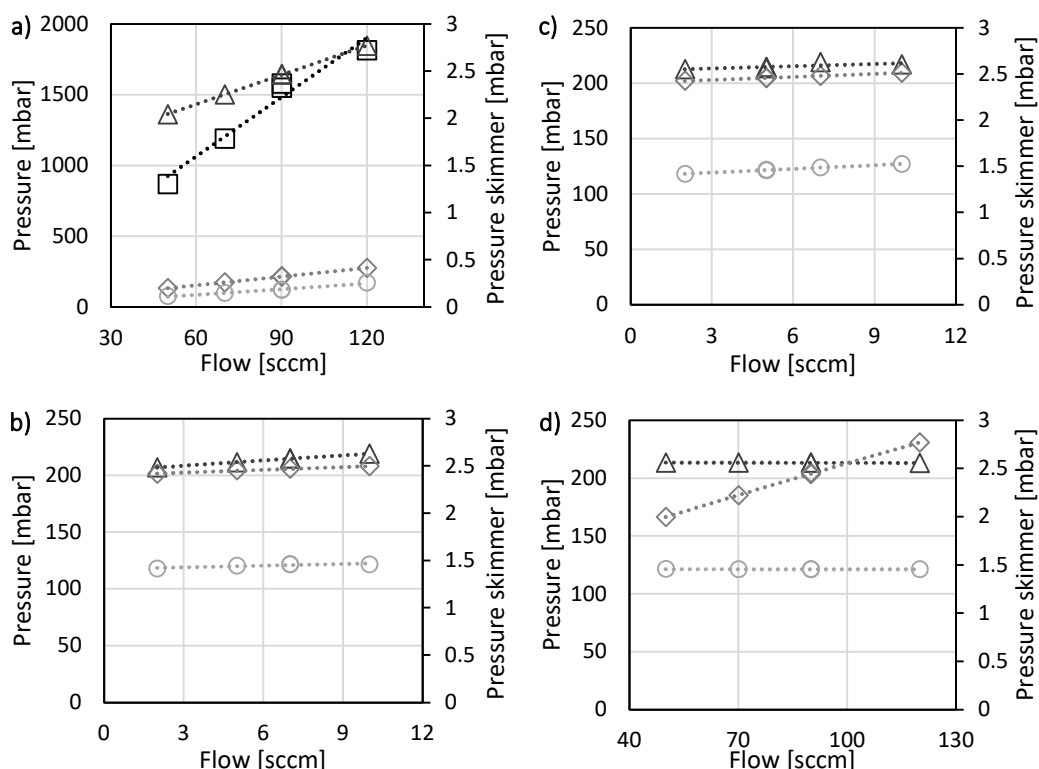 a)
Pressure [mbar]
2000
1500
1000
500
0
3
2.5
2
1.5
1
0.5
0
Pressure skimmer [mbar]
30 60 90 120
Flow [sccm]
c)
Pressure [mbar]
250
200
150
100
50
0
3
2.5
2
1.5
1
0.5
0
Pressure skimmer [mbar]
0 3 6 9 12
Flow [sccm]
b)
Pressure [mbar]
250
200
150
100
50
0
3
2.5
2
1.5
1
0.5
0
Pressure skimmer [mbar]
0 3 6 9 12
Flow [sccm]
d)
Pressure [mbar]
250
200
150
100
50
0
3
2.5
2
1.5
1
0.5
0
Pressure skimmer [mbar]
40 70 100 130
Flow [sccm]